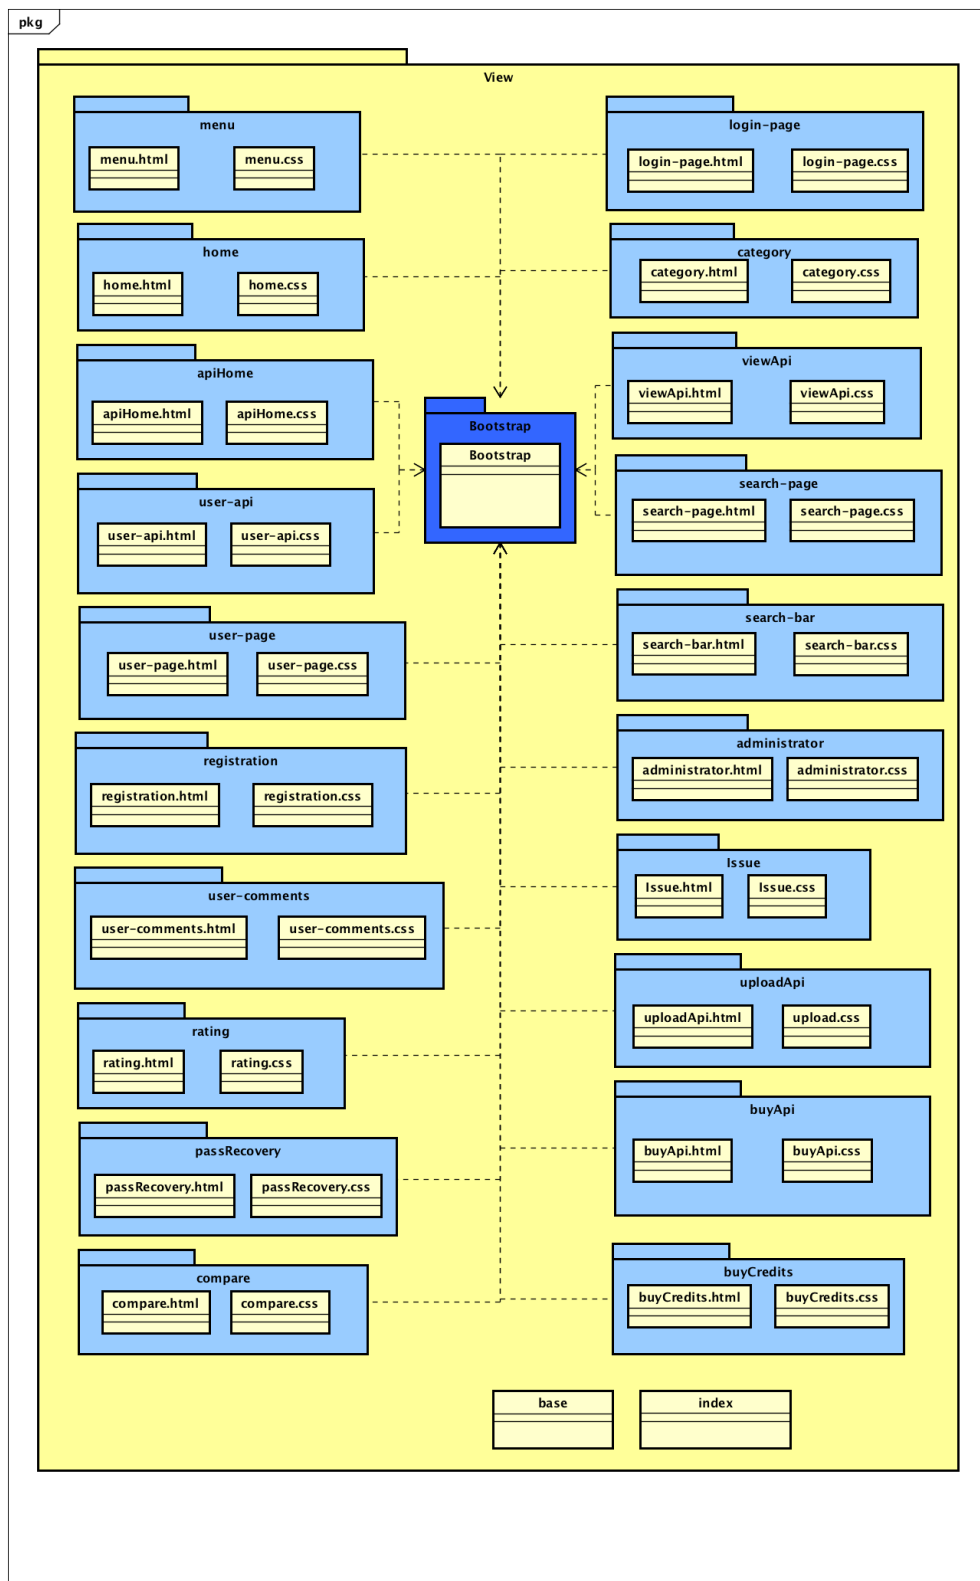 pkg
View
menu
menu.html
menu.css
login-page
login-page.html
login-page.css
home
home.html
home.css
category
category.html
category.css
apiHome
apiHome.html
apiHome.css
viewApi
viewApi.html
viewApi.css
Bootstrap
Bootstrap
user-api
user-api.html
user-api.css
search-page
search-page.html
search-page.css
user-page
user-page.html
user-page.css
search-bar
search-bar.html
search-bar.css
registration
registration.html
registration.css
administrator
administrator.html
administrator.css
user-comments
user-comments.html
user-comments.css
Issue
Issue.html
Issue.css
rating
rating.html
rating.css
uploadApi
uploadApi.html
upload.css
passRecovery
passRecovery.html
passRecovery.css
buyApi
buyApi.html
buyApi.css
compare
compare.html
compare.css
buyCredits
buyCredits.html
buyCredits.css
base
index